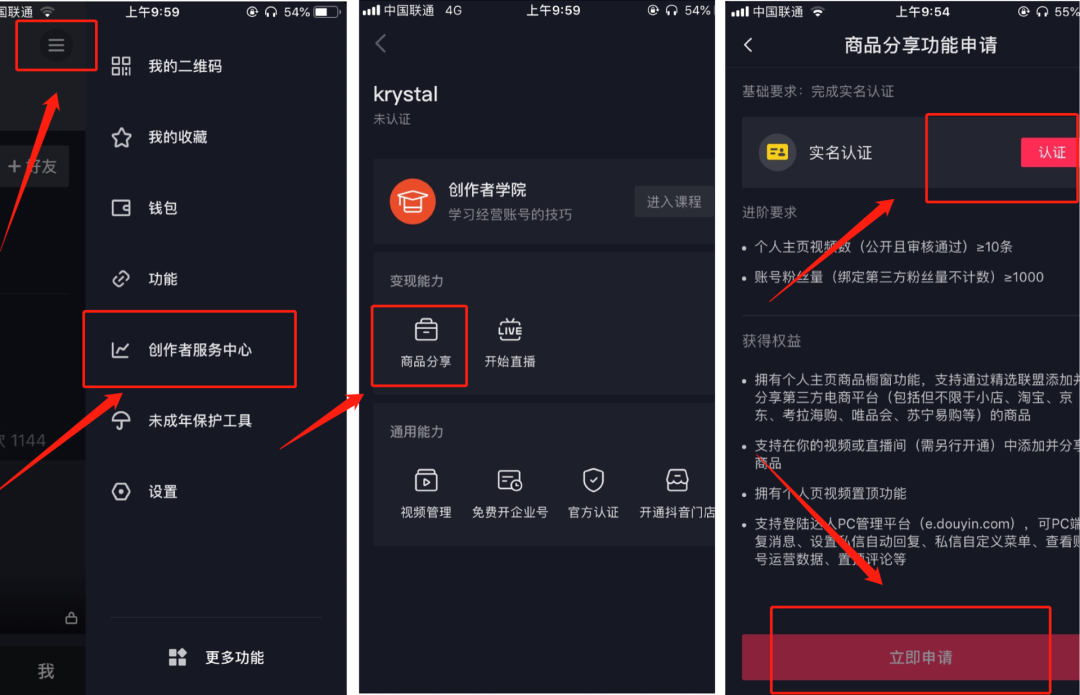 国联通
上午9:59
54%
我的二维码
我的收藏
+好友
钱包
功能
创作者服务中心
未成年保护工具
1144
设置
更多功能
我
中国联通 4G
上午9:59
54%
krystal
未认证
创作者学院
学习经营账号的技巧
进入课程
变现能力
商品分享
LIVE
开始直播
通用能力
视频管理
免费开企业号
官方认证
开通抖音门店
中国联通
上午9:54
55%
商品分享功能申请
基础要求：完成实名认证
实名认证
认证
进阶要求
• 个人主页视频数（公开且审核通过）≥10条
• 账号粉丝量（绑定第三方粉丝量不计数）≥1000
获得权益
• 拥有个人主页商品橱窗功能，支持通过精选联盟添加并
分享第三方电商平台（包括但不限于小店、淘宝、京
东、考拉海购、唯品会、苏宁易购等）的商品
• 支持在你的视频或直播间（需另行开通）中添加并分享
商品
• 拥有个人页视频置顶功能
• 支持登陆达人PC管理平台（e.douyin.com），可PC端
复消息、设置私信自动回复、私信自定义菜单、查看账
号运营数据、置顶评论等
立即申请